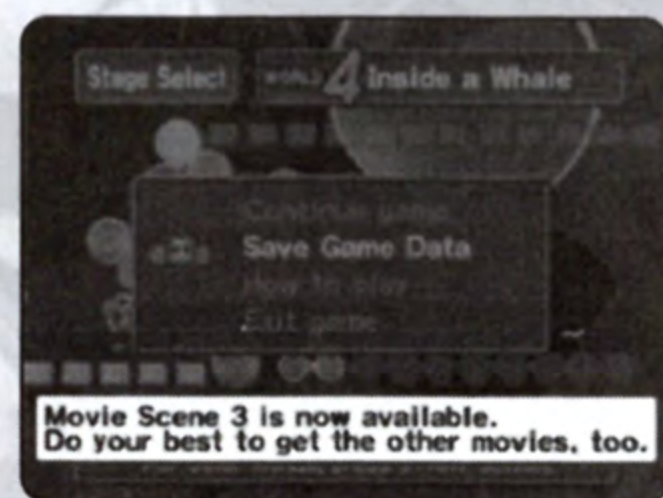 Stage Select
WORLD 4 Inside a Whale
Continue game
Save Game Data
How to play
Exit game
Movie Scene 3 is now available.
Do your best to get the other movies, too.